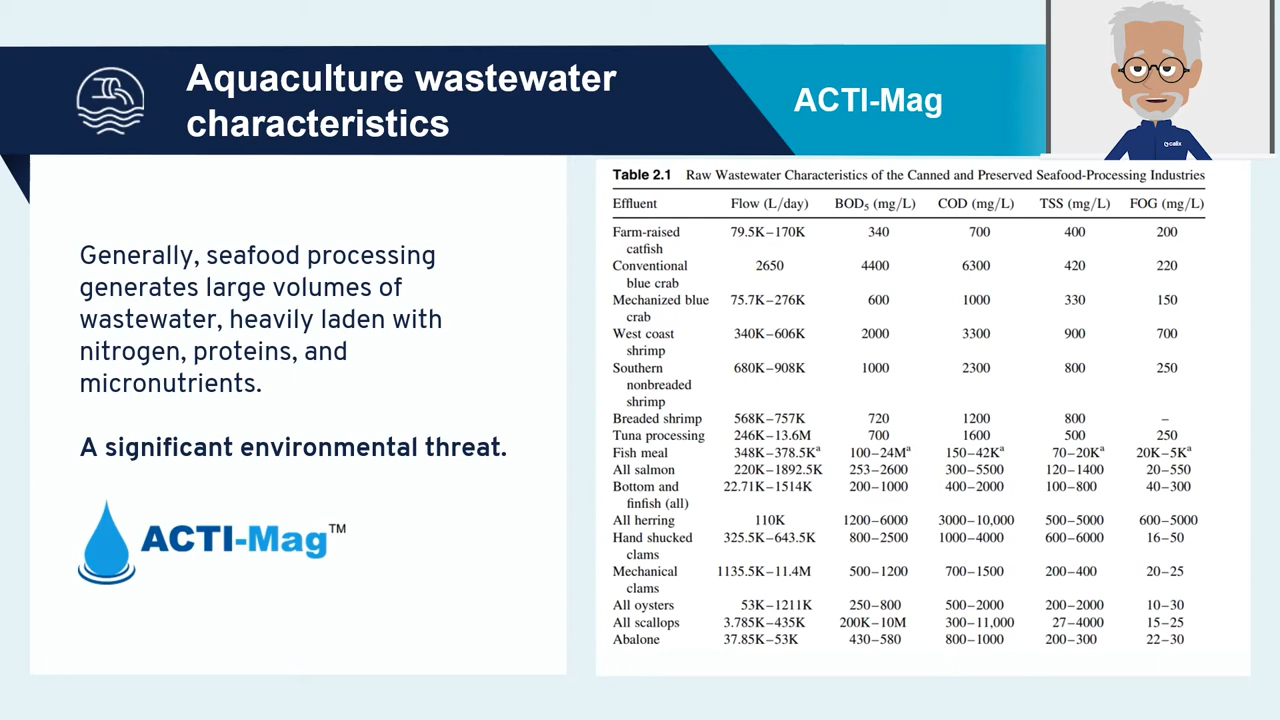 Aquaculture wastewater
characteristics
ACTI-Mag
calix
Generally, seafood processing
generates large volumes of
wastewater, heavily laden with
nitrogen, proteins, and
micronutrients.
A significant environmental threat.
ACTI-Mag™
Table 2.1 Raw Wastewater Characteristics of the Canned and Preserved Seafood-Processing Industries
Effluent Flow (L/day) BOD₅ (mg/L) COD (mg/L) TSS (mg/L) FOG (mg/L)
Farm-raised 79.5K–170K 340 700 400 200
catfish
Conventional 2650 4400 6300 420 220
blue crab
Mechanized blue 75.7K–276K 600 1000 330 150
crab
West coast 340K–606K 2000 3300 900 700
shrimp
Southern 680K–908K 1000 2300 800 250
nonbreaded
shrimp
Breaded shrimp 568K–757K 720 1200 800 –
Tuna processing 246K–13.6M 700 1600 500 250
Fish meal 348K–378.5Kᵃ 100–24Mᵃ 150–42Kᵃ 70–20Kᵃ 20K–5Kᵃ
All salmon 220K–1892.5K 253–2600 300–5500 120–1400 20–550
Bottom and 22.71K–1514K 200–1000 400–2000 100–800 40–300
finfish (all)
All herring 110K 1200–6000 3000–10,000 500–5000 600–5000
Hand shucked 325.5K–643.5K 800–2500 1000–4000 600–6000 16–50
clams
Mechanical 1135.5K–11.4M 500–1200 700–1500 200–400 20–25
clams
All oysters 53K–1211K 250–800 500–2000 200–2000 10–30
All scallops 3.785K–435K 200K–10M 300–11,000 27–4000 15–25
Abalone 37.85K–53K 430–580 800–1000 200–300 22–30